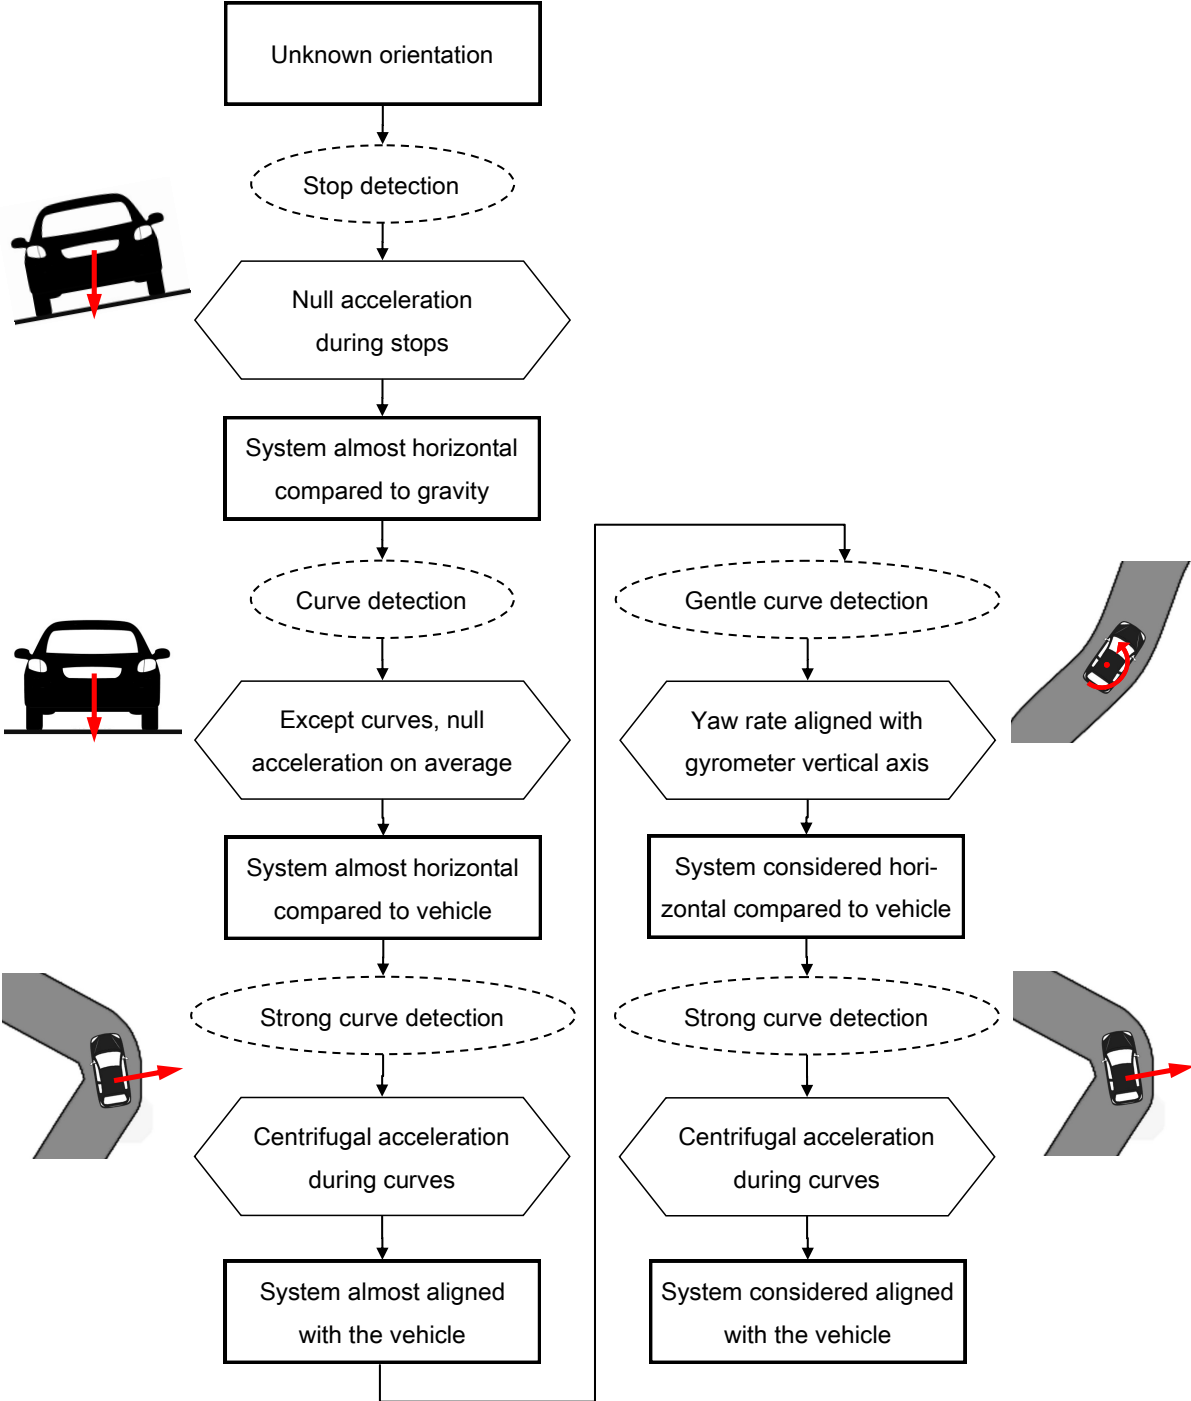 Unknown orientation
Stop detection
Null acceleration
during stops
System almost horizontal
compared to gravity
Curve detection
Except curves, null
acceleration on average
System almost horizontal
compared to vehicle
Strong curve detection
Centrifugal acceleration
during curves
System almost aligned
with the vehicle
Gentle curve detection
Yaw rate aligned with
gyrometer vertical axis
System considered hori-
zontal compared to vehicle
Strong curve detection
Centrifugal acceleration
during curves
System considered aligned
with the vehicle